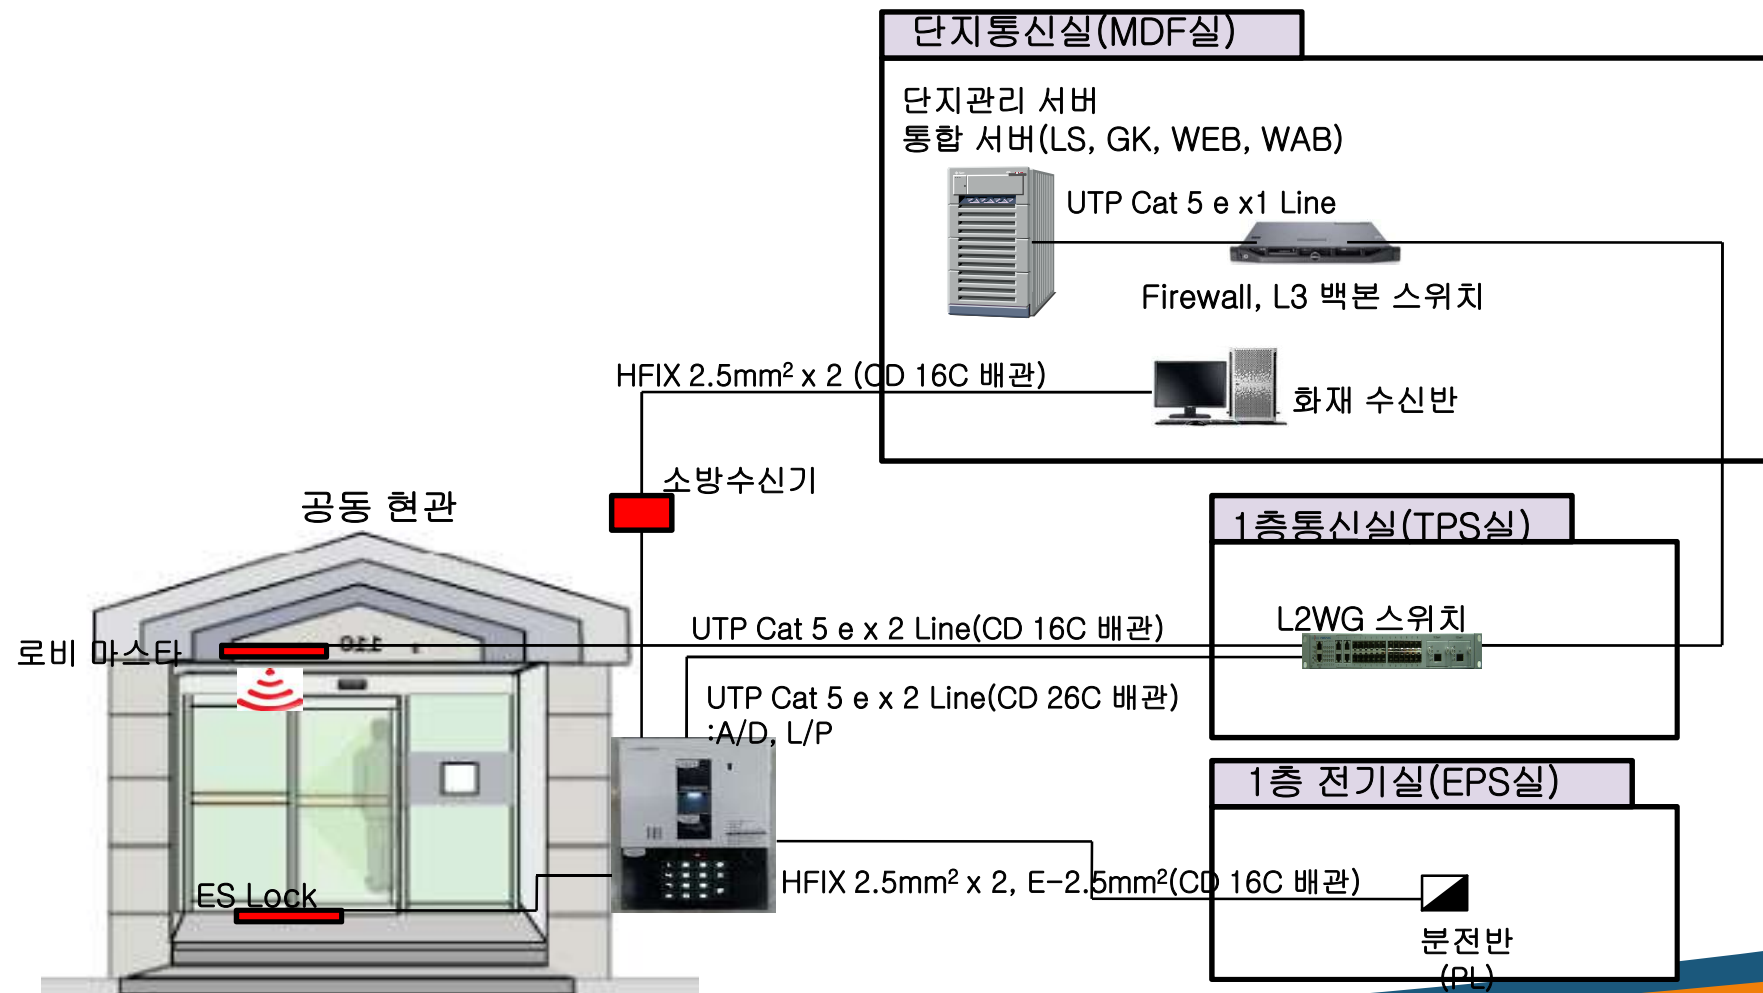 단지통신실(MDF실)
단지관리 서버
통합 서버(LS, GK, WEB, WAB)
UTP Cat 5 e x1 Line
Firewall, L3 백본 스위치
HFIX 2.5mm² x 2 (CD 16C 배관)
화재 수신반
소방수신기
공동 현관
1층통신실(TPS실)
L2WG 스위치
UTP Cat 5 e x 2 Line(CD 16C 배관)
로비 마스타
110
UTP Cat 5 e x 2 Line(CD 26C 배관)
:A/D, L/P
1층 전기실(EPS실)
HFIX 2.5mm² x 2, E-2.5mm²(CD 16C 배관)
ES Lock
분전반
(PL)